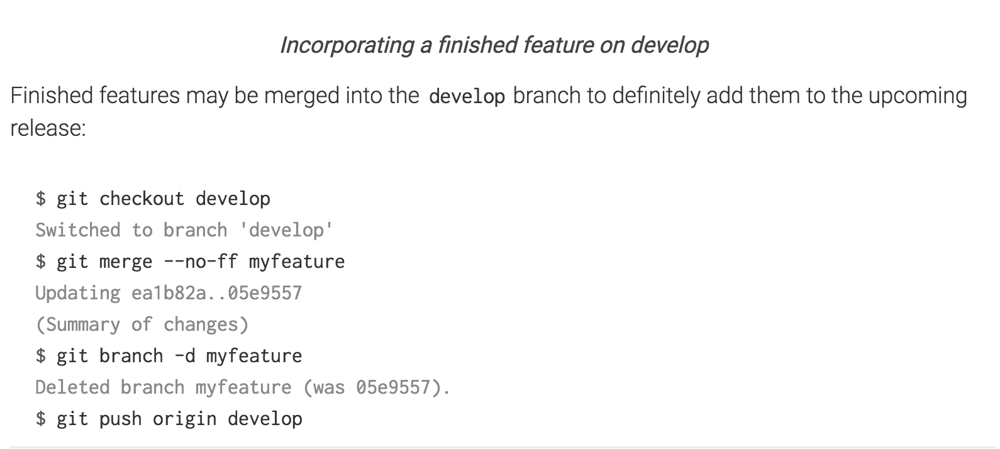 Incorporating a finished feature on develop
Finished features may be merged into the develop branch to definitely add them to the upcoming
release:
$ git checkout develop
Switched to branch 'develop'
$ git merge --no-ff myfeature
Updating ea1b82a..05e9557
(Summary of changes)
$ git branch -d myfeature
Deleted branch myfeature (was 05e9557).
$ git push origin develop